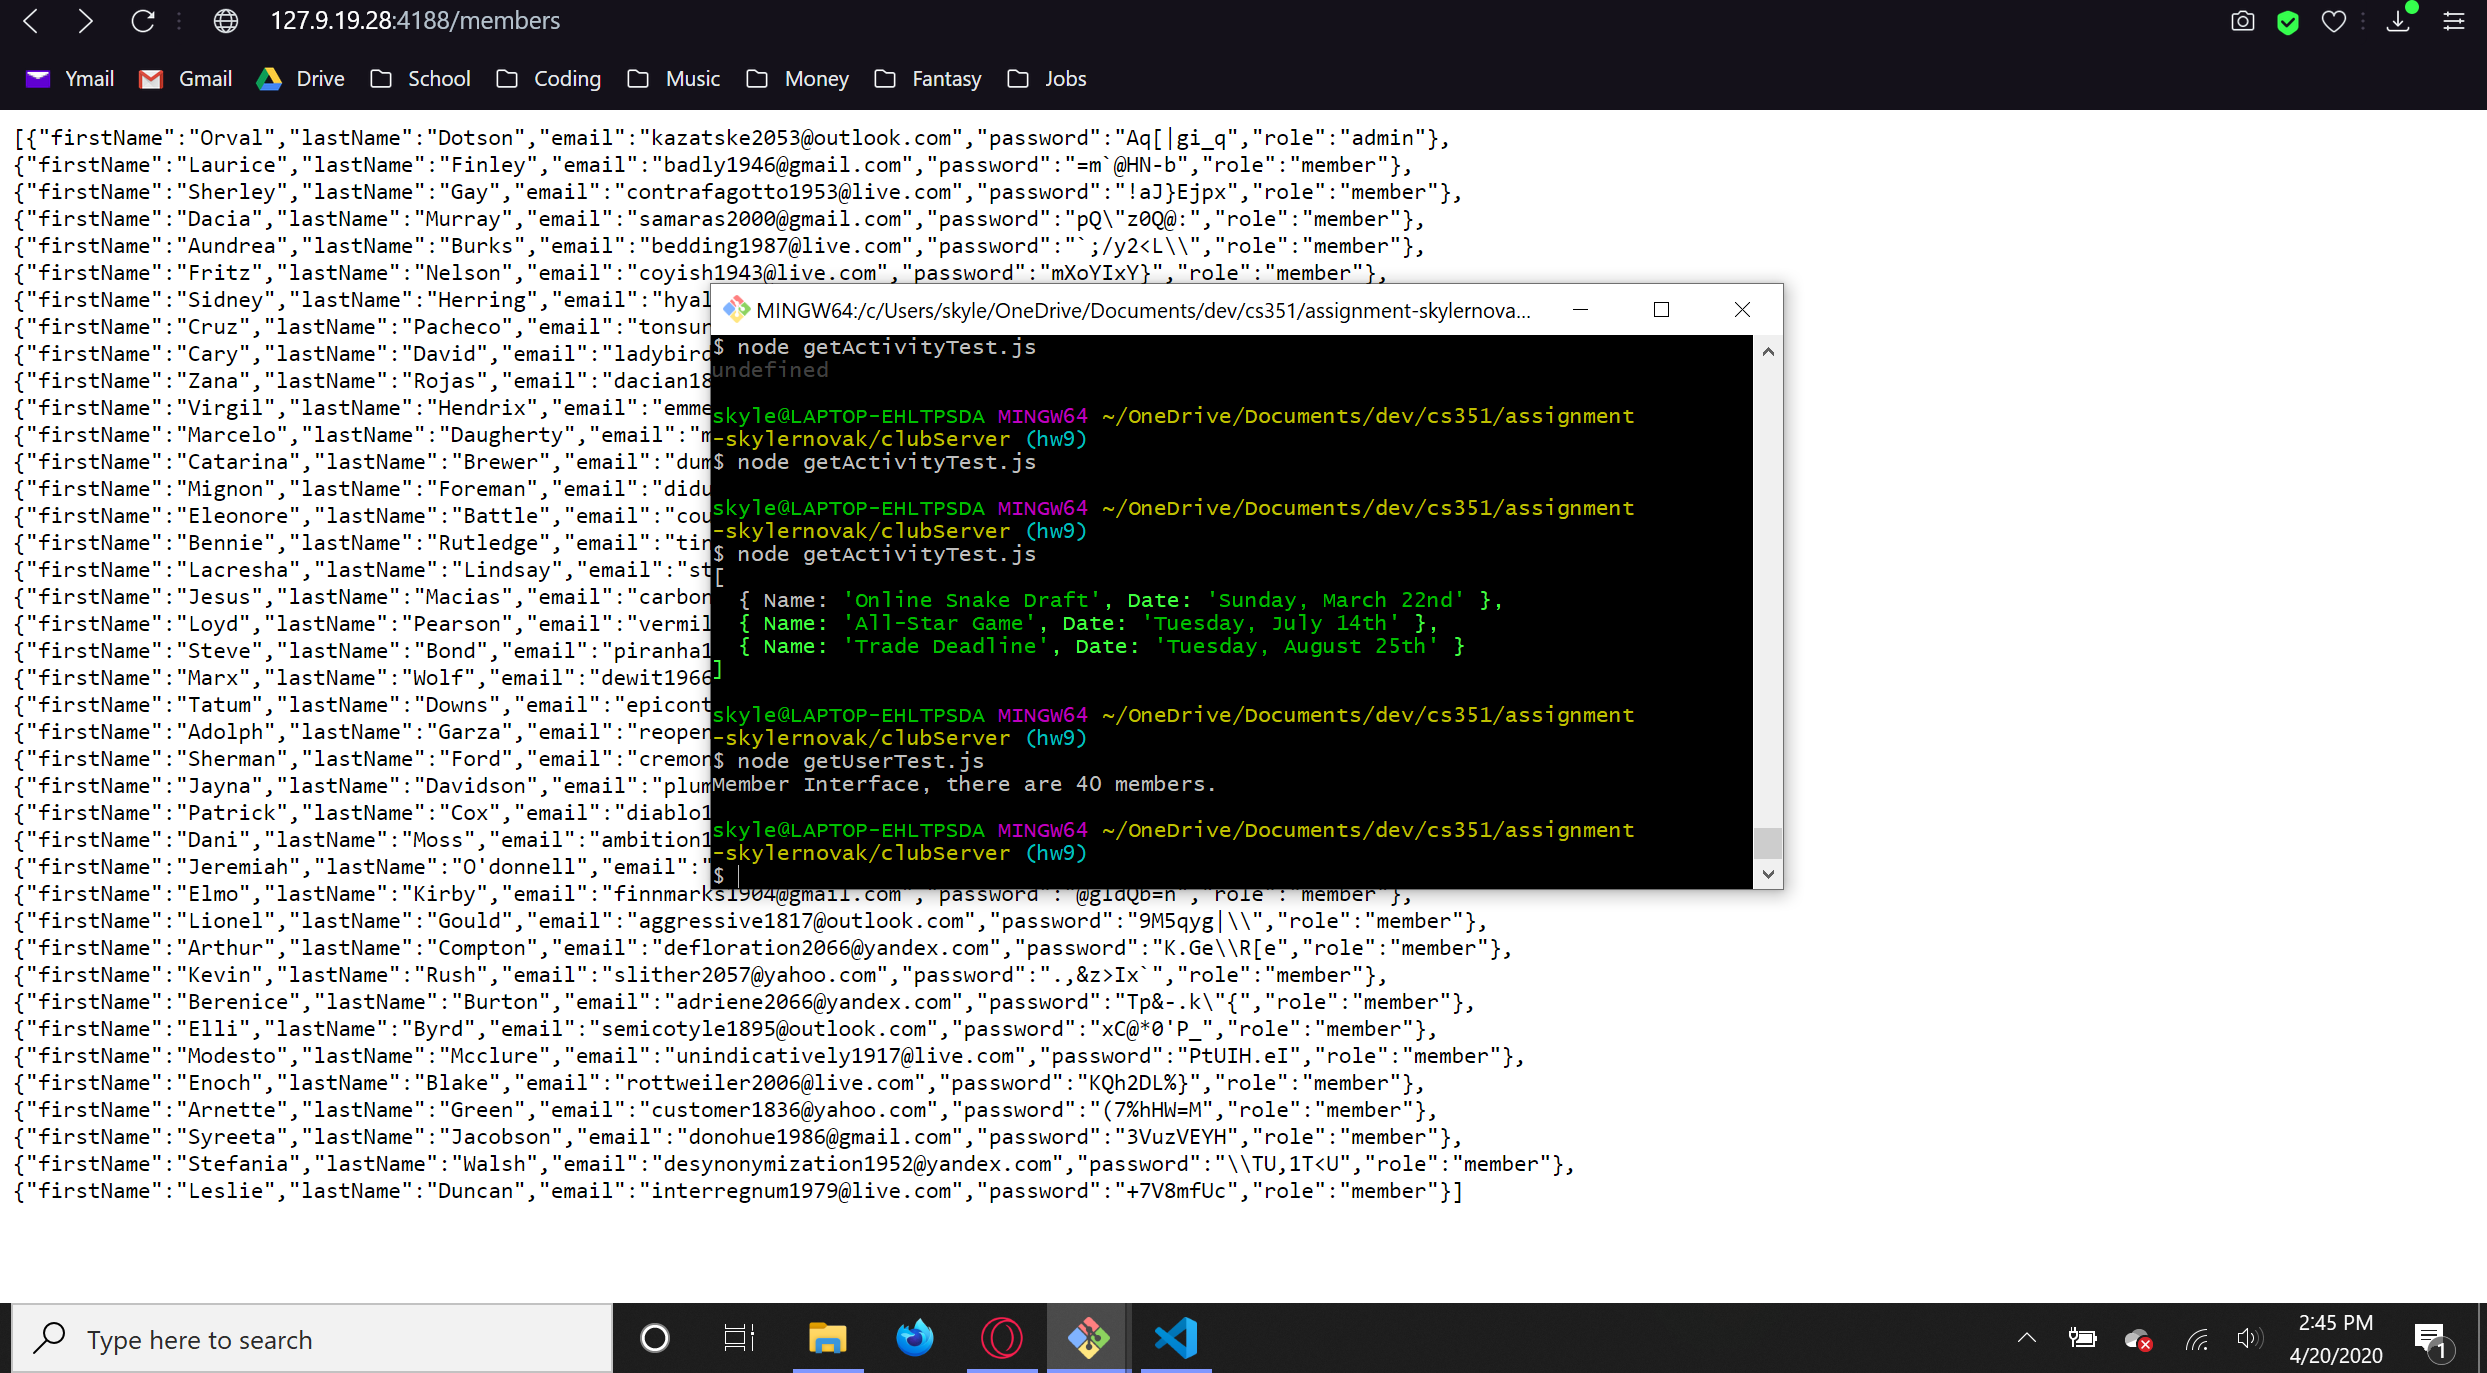 127.9.19.28:4188/members
Ymail Gmail Drive School Coding Music Money Fantasy Jobs
[{"firstName":"Orval","lastName":"Dotson","email":"kazatske2053@outlook.com","password":"Aq[|gi_q","role":"admin"},
{"firstName":"Laurice","lastName":"Finley","email":"badly1946@gmail.com","password":"=m`@HN-b","role":"member"},
{"firstName":"Sherley","lastName":"Gay","email":"contrafagotto1953@live.com","password":"!aJ}Ejpx","role":"member"},
{"firstName":"Dacia","lastName":"Murray","email":"samaras2000@gmail.com","password":"pQ\"z0Q@:","role":"member"},
{"firstName":"Aundrea","lastName":"Burks","email":"bedding1987@live.com","password":"`;/y2<L\\","role":"member"},
{"firstName":"Fritz","lastName":"Nelson","email":"coyish1943@live.com","password":"mXoYIxY}","role":"member"},
{"firstName":"Sidney","lastName":"Herring","email":"hyal
{"firstName":"Cruz","lastName":"Pacheco","email":"tonsur
{"firstName":"Cary","lastName":"David","email":"ladybird
{"firstName":"Zana","lastName":"Rojas","email":"dacian18
{"firstName":"Virgil","lastName":"Hendrix","email":"emme
{"firstName":"Marcelo","lastName":"Daugherty","email":"m
{"firstName":"Catarina","lastName":"Brewer","email":"dum
{"firstName":"Mignon","lastName":"Foreman","email":"didu
{"firstName":"Eleonore","lastName":"Battle","email":"cou
{"firstName":"Bennie","lastName":"Rutledge","email":"tin
{"firstName":"Lacresha","lastName":"Lindsay","email":"st
{"firstName":"Jesus","lastName":"Macias","email":"carbon
{"firstName":"Loyd","lastName":"Pearson","email":"vermil
{"firstName":"Steve","lastName":"Bond","email":"piranha1
{"firstName":"Marx","lastName":"Wolf","email":"dewit1966
{"firstName":"Tatum","lastName":"Downs","email":"epicont
{"firstName":"Adolph","lastName":"Garza","email":"reopen
{"firstName":"Sherman","lastName":"Ford","email":"cremon
{"firstName":"Jayna","lastName":"Davidson","email":"plum
{"firstName":"Patrick","lastName":"Cox","email":"diablo1
{"firstName":"Dani","lastName":"Moss","email":"ambition1
{"firstName":"Jeremiah","lastName":"O'donnell","email":"
{"firstName":"Elmo","lastName":"Kirby","email":"finnmarks1904@gmail.com","password":"@gldQb=h","role":"member"},
{"firstName":"Lionel","lastName":"Gould","email":"aggressive1817@outlook.com","password":"9M5qyg|\\","role":"member"},
{"firstName":"Arthur","lastName":"Compton","email":"defloration2066@yandex.com","password":"K.Ge\\R[e","role":"member"},
{"firstName":"Kevin","lastName":"Rush","email":"slither2057@yahoo.com","password":".,&z>Ix`","role":"member"},
{"firstName":"Berenice","lastName":"Burton","email":"adriene2066@yandex.com","password":"Tp&-.k\"{","role":"member"},
{"firstName":"Elli","lastName":"Byrd","email":"semicotyle1895@outlook.com","password":"xC@*0'P_","role":"member"},
{"firstName":"Modesto","lastName":"Mcclure","email":"unindicatively1917@live.com","password":"PtUIH.eI","role":"member"},
{"firstName":"Enoch","lastName":"Blake","email":"rottweiler2006@live.com","password":"KQh2DL%}","role":"member"},
{"firstName":"Arnette","lastName":"Green","email":"customer1836@yahoo.com","password":"(7%hHW=M","role":"member"},
{"firstName":"Syreeta","lastName":"Jacobson","email":"donohue1986@gmail.com","password":"3VuzVEYH","role":"member"},
{"firstName":"Stefania","lastName":"Walsh","email":"desynonymization1952@yandex.com","password":"\\TU,1T<U","role":"member"},
{"firstName":"Leslie","lastName":"Duncan","email":"interregnum1979@live.com","password":"+7V8mfUc","role":"member"}]
MINGW64:/c/Users/skyle/OneDrive/Documents/dev/cs351/assignment-skylernova...
$ node getActivityTest.js
undefined
skyle@LAPTOP-EHLTPSDA MINGW64 ~/OneDrive/Documents/dev/cs351/assignment
-skylernovak/clubServer (hw9)
$ node getActivityTest.js
skyle@LAPTOP-EHLTPSDA MINGW64 ~/OneDrive/Documents/dev/cs351/assignment
-skylernovak/clubServer (hw9)
$ node getActivityTest.js
[
{ Name: 'Online Snake Draft', Date: 'Sunday, March 22nd' },
{ Name: 'All-Star Game', Date: 'Tuesday, July 14th' },
{ Name: 'Trade Deadline', Date: 'Tuesday, August 25th' }
]
skyle@LAPTOP-EHLTPSDA MINGW64 ~/OneDrive/Documents/dev/cs351/assignment
-skylernovak/clubServer (hw9)
$ node getUserTest.js
Member Interface, there are 40 members.
skyle@LAPTOP-EHLTPSDA MINGW64 ~/OneDrive/Documents/dev/cs351/assignment
-skylernovak/clubServer (hw9)
$
Type here to search
2:45 PM
4/20/2020
1